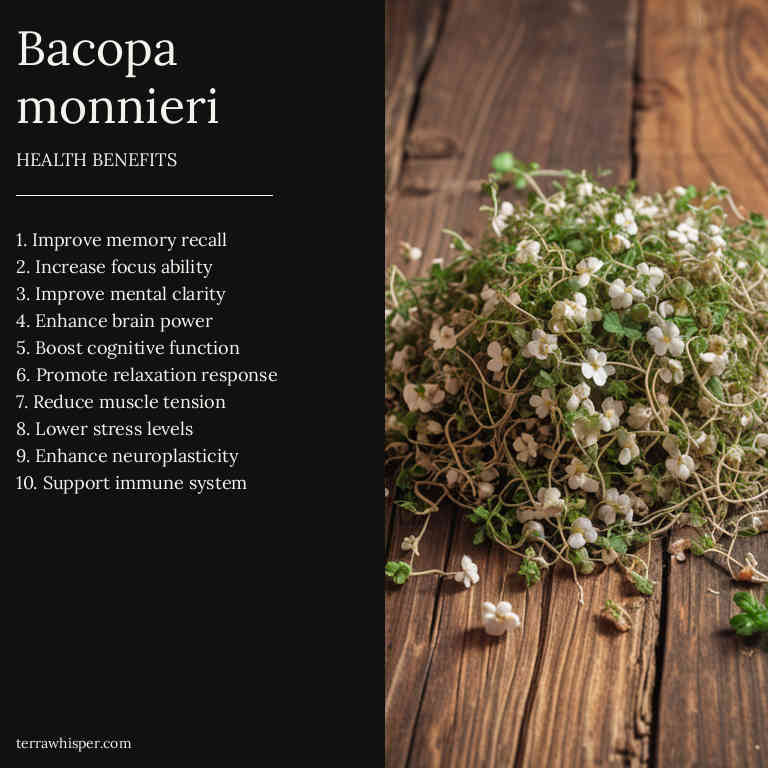 Bacopa
monnieri
HEALTH BENEFITS
1. Improve memory recall
2. Increase focus ability
3. Improve mental clarity
4. Enhance brain power
5. Boost cognitive function
6. Promote relaxation response
7. Reduce muscle tension
8. Lower stress levels
9. Enhance neuroplasticity
10. Support immune system
terrawhisper.com